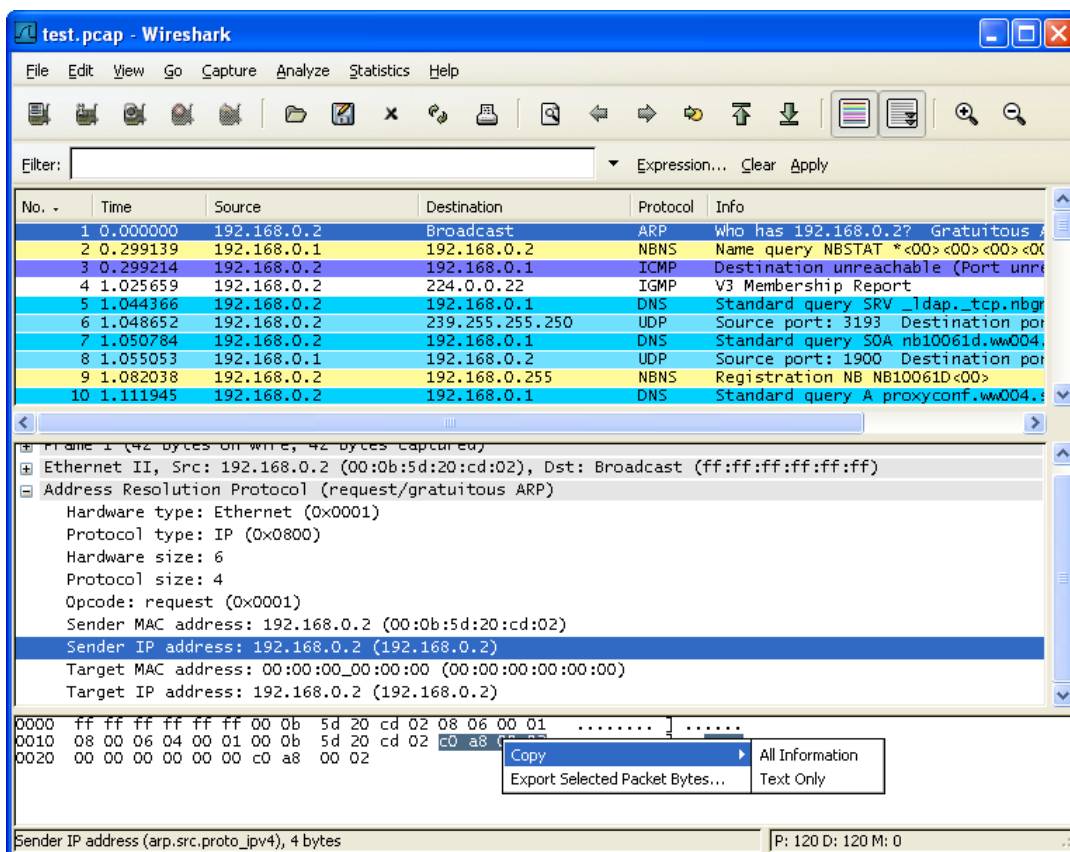 test.pcap - Wireshark
File Edit View Go Capture Analyze Statistics Help
Filter: Expression... Clear Apply
No. Time Source Destination Protocol Info
1 0.000000 192.168.0.2 Broadcast ARP Who has 192.168.0.2? Gratuitous
2 0.299139 192.168.0.1 192.168.0.2 NBNS Name query NBSTAT *<00><00><00><00
3 0.299214 192.168.0.2 192.168.0.1 ICMP Destination unreachable (Port unre
4 1.025659 192.168.0.2 224.0.0.22 IGMP V3 Membership Report
5 1.044366 192.168.0.2 192.168.0.1 DNS Standard query SRV _ldap._tcp.nbgr
6 1.048652 192.168.0.2 239.255.255.250 UDP Source port: 3193 Destination por
7 1.050784 192.168.0.2 192.168.0.1 DNS Standard query SOA nb10061d.ww004.
8 1.055053 192.168.0.1 192.168.0.2 UDP Source port: 1900 Destination por
9 1.082038 192.168.0.2 192.168.0.255 NBNS Registration NB NB10061D<00>
10 1.111945 192.168.0.2 192.168.0.1 DNS Standard query A proxyconf.ww004.s
Frame 1 (42 bytes on wire, 42 bytes captured)
Ethernet II, Src: 192.168.0.2 (00:0b:5d:20:cd:02), Dst: Broadcast (ff:ff:ff:ff:ff:ff)
Address Resolution Protocol (request/gratuitous ARP)
Hardware type: Ethernet (0x0001)
Protocol type: IP (0x0800)
Hardware size: 6
Protocol size: 4
Opcode: request (0x0001)
Sender MAC address: 192.168.0.2 (00:0b:5d:20:cd:02)
Sender IP address: 192.168.0.2 (192.168.0.2)
Target MAC address: 00:00:00_00:00:00 (00:00:00:00:00:00)
Target IP address: 192.168.0.2 (192.168.0.2)
0000 ff ff ff ff ff ff 00 0b 5d 20 cd 02 08 06 00 01 ........ ] ......
0010 08 00 06 04 00 01 00 0b 5d 20 cd 02 c0 a8
0020 00 00 00 00 00 00 c0 a8 00 02
Copy
Export Selected Packet Bytes...
All Information
Text Only
Sender IP address (arp.src.proto_ipv4), 4 bytes P: 120 D: 120 M: 0